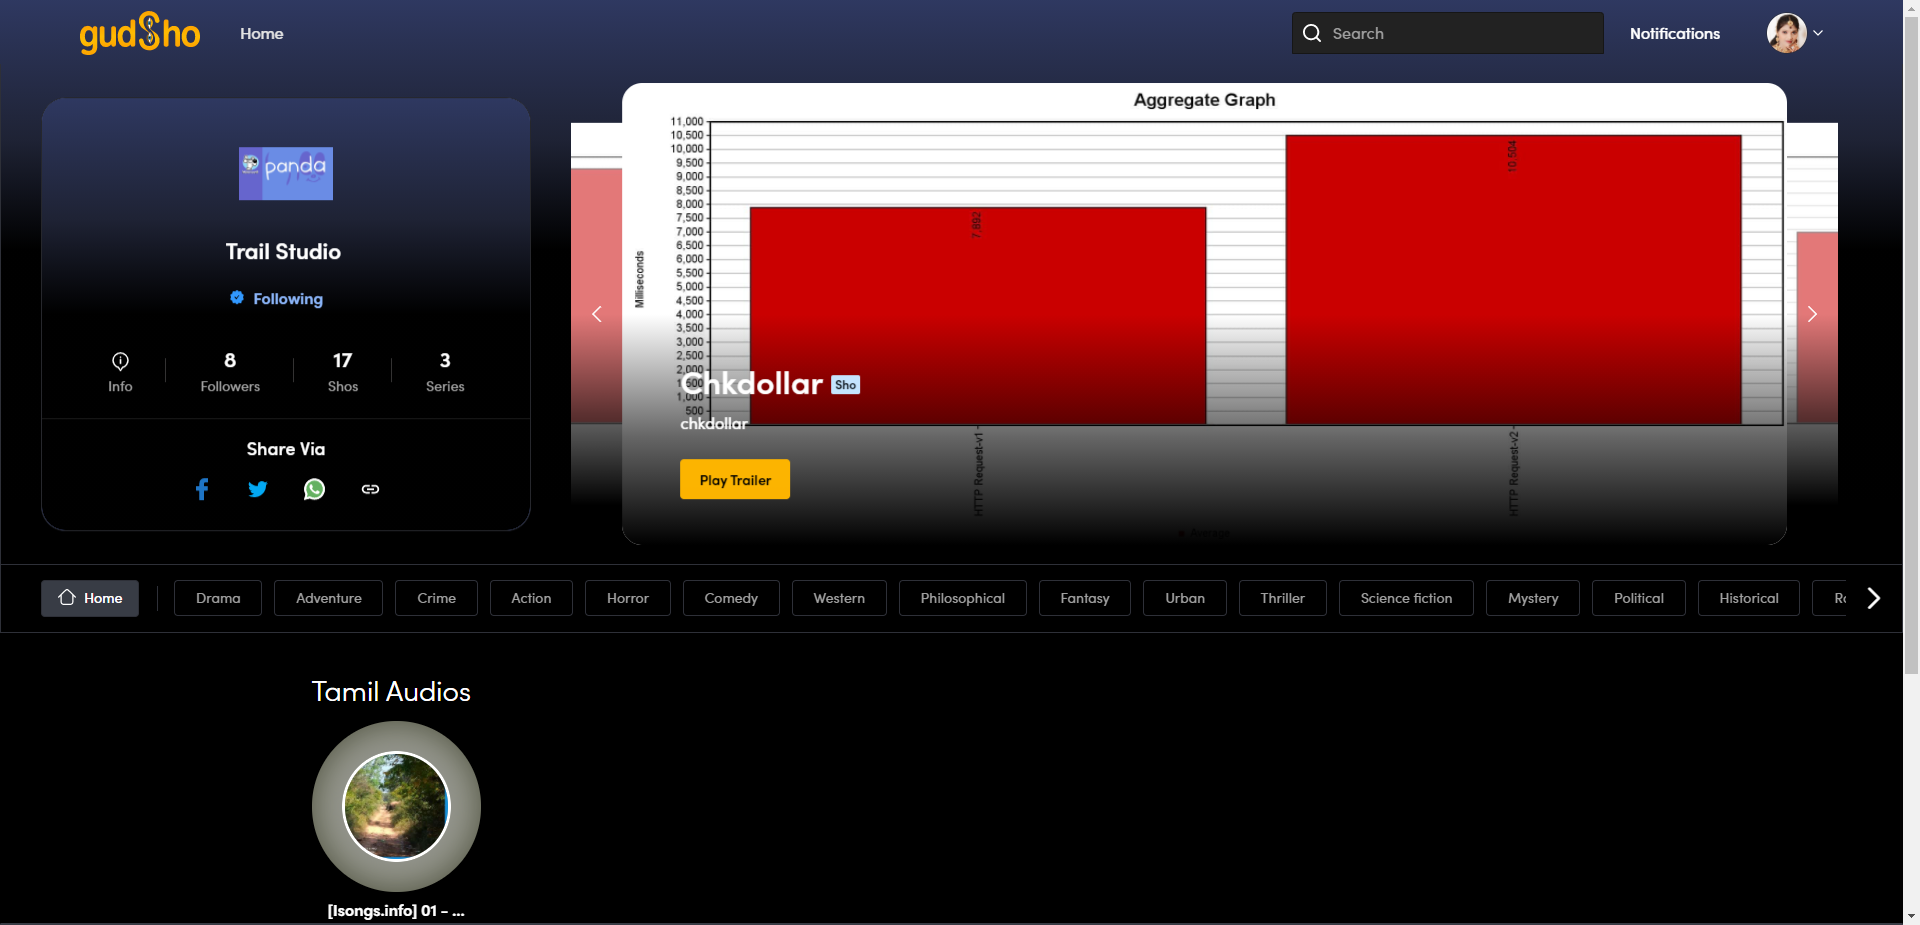 gudSho
Home
Search
Notifications
panda
Trail Studio
Following
Info
8
Followers
17
Shos
3
Series
Share Via
Aggregate Graph
11,000
10,500
10,000
9,500
9,000
8,500
8,000
7,500
7,000
6,500
6,000
5,500
5,000
4,500
4,000
3,500
3,000
2,500
2,000
1,500
1,000
500
Milliseconds
7,892
10,504
HTTP Request-v1
HTTP Request-v2
Average
Chkdollar Sho
chkdollar
Play Trailer
Home
Drama
Adventure
Crime
Action
Horror
Comedy
Western
Philosophical
Fantasy
Urban
Thriller
Science fiction
Mystery
Political
Historical
Tamil Audios
[Isongs.info] 01 - ...